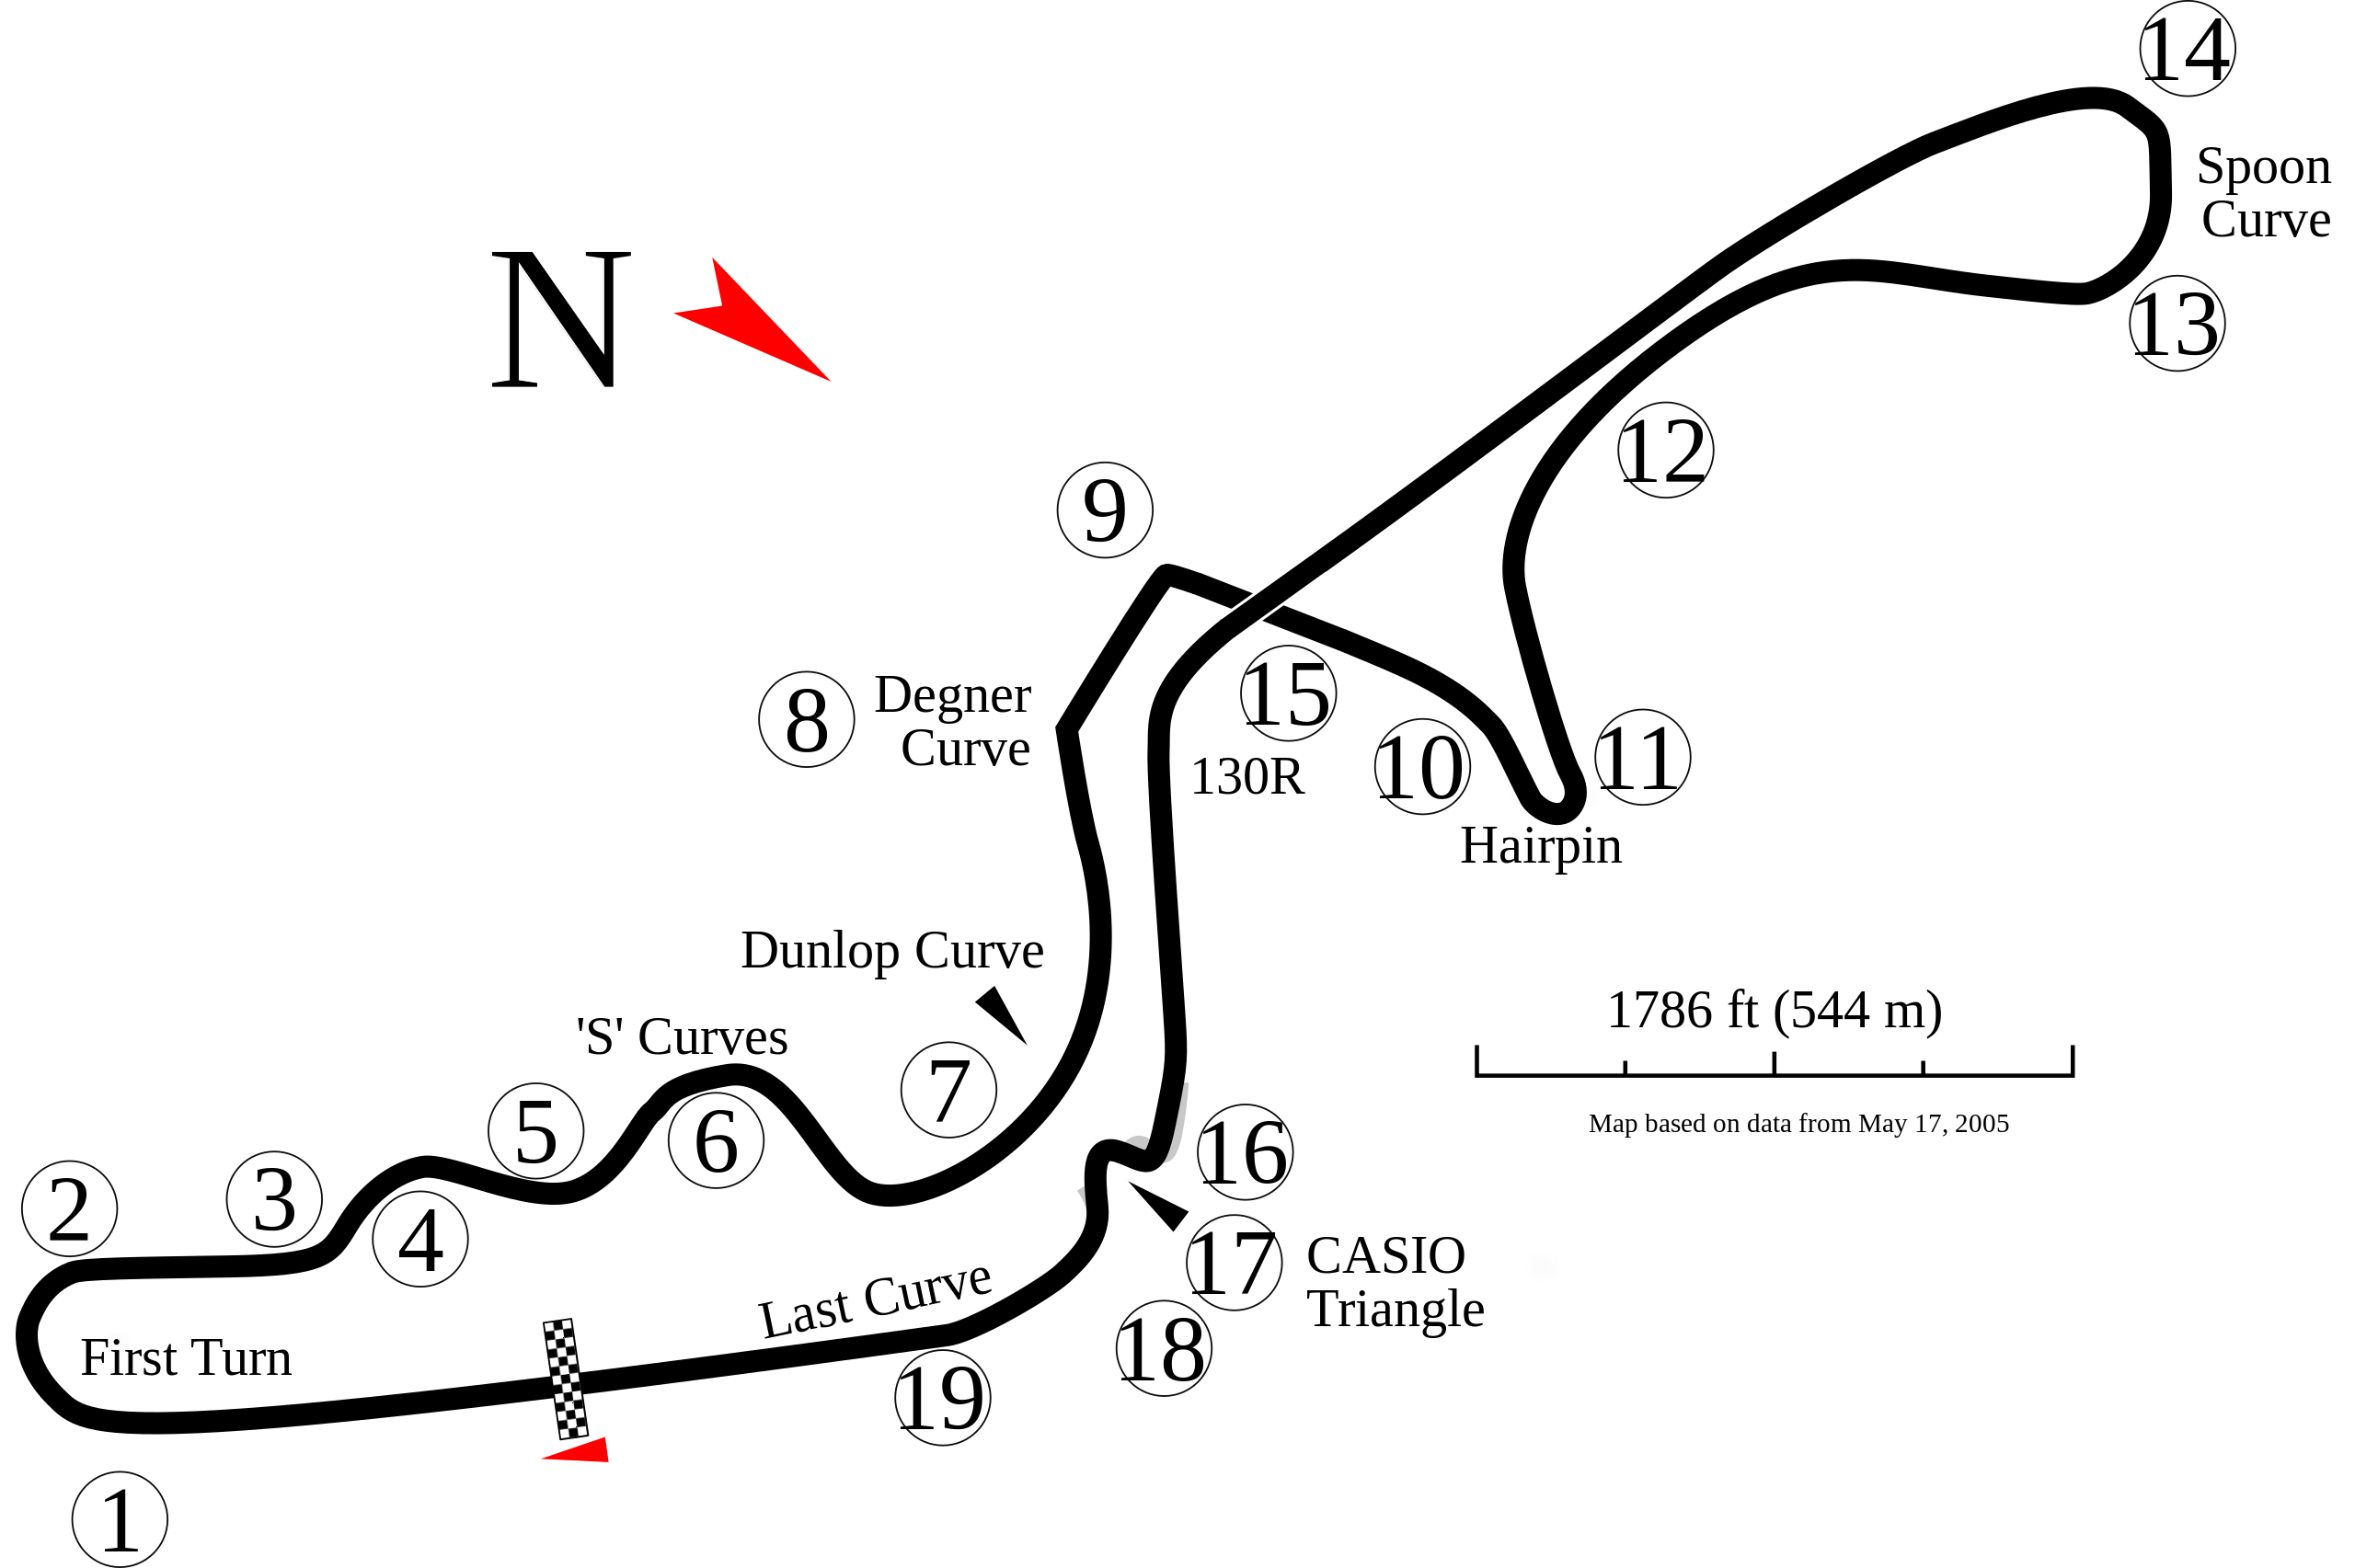 14
Spoon
Curve
N
13
12
9
15
8
Degner
Curve
10
11
130R
Hairpin
Dunlop Curve
'S' Curves
7
5
6
1786 ft (544 m)
Map based on data from May 17, 2005
16
2
3
4
17
CASIO
Triangle
Last Curve
18
First Turn
19
1